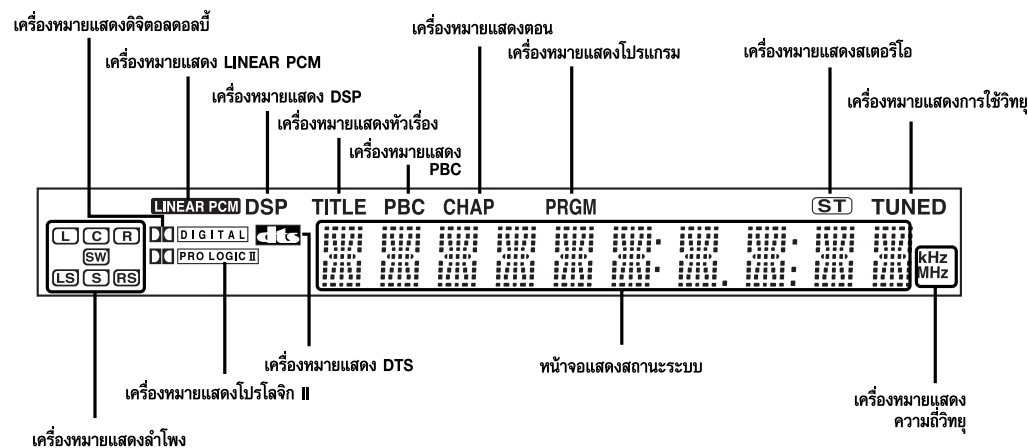 เครื่องหมายแสดงดิจิตอลดอลบี้
เครื่องหมายแสดง LINEAR PCM
เครื่องหมายแสดง DSP
เครื่องหมายแสดงหัวเรื่อง
เครื่องหมายแสดง
PBC
เครื่องหมายแสดงตอน
เครื่องหมายแสดงโปรแกรม
เครื่องหมายแสดงสเตอริโอ
เครื่องหมายแสดงการใช้วิทยุ
LINEAR PCM DSP TITLE PBC CHAP PRGM ST TUNED
L C R DIGITAL dts
SW PRO LOGIC II
LS S RS
kHz
MHz
เครื่องหมายแสดง DTS
หน้าจอแสดงสถานะระบบ
เครื่องหมายแสดงโปรโลจิก II
เครื่องหมายแสดง
ความถี่วิทยุ
เครื่องหมายแสดงลำโพง